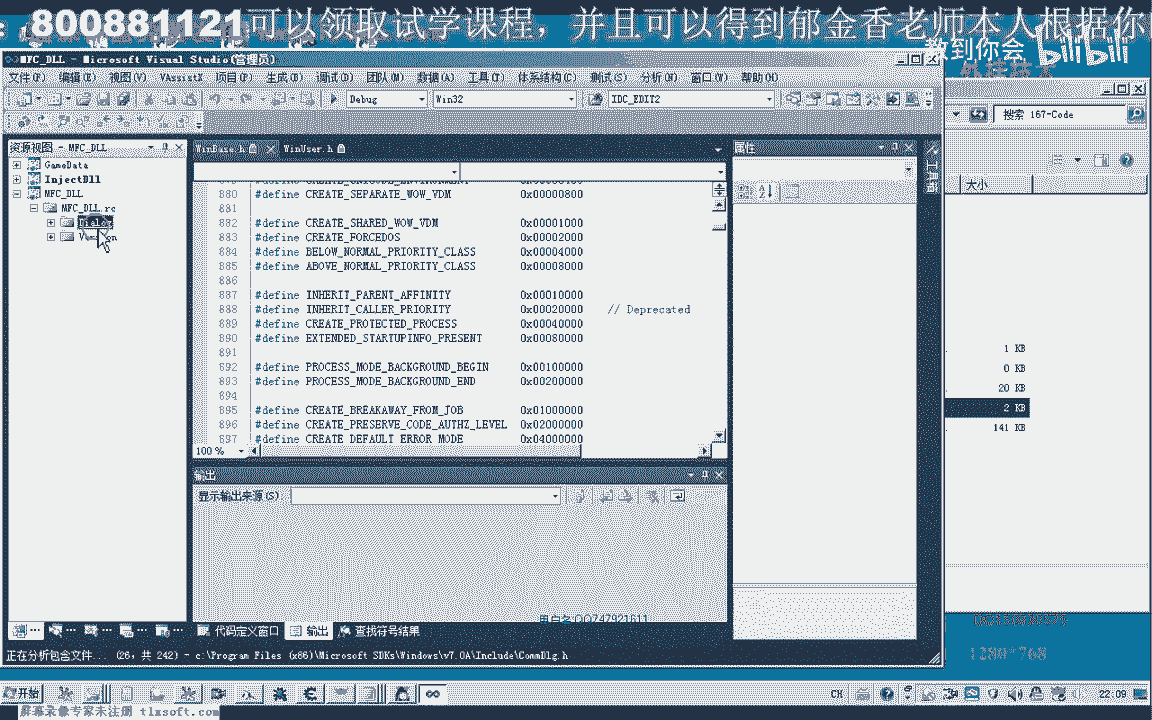 : 800881121可以领取试学课程，并且可以得到郁金香老师本人根据你
教到你会 bilibili
外挂技术
MFC_DLL - Microsoft Visual Studio(管理员)
文件(F) 编辑(E) 视图(V) VAssistX 项目(P) 生成(B) 调试(D) 团队(M) 数据(A) 工具(T) 体系结构(C) 测试(S) 分析(N) 窗口(W) 帮助(H)
Debug Win32 IDC_EDIT2
搜索 167-Code
资源视图 - MFC_DLL
WinBase.h WinUser.h
属性
大小
GameData
InjectDll
MFC_DLL
MFC_DLL.rc
Dialog
880
#define CREATE_SEPARATE_WOW_VDM 0x00000800
881
882 #define CREATE_SHARED_WOW_VDM 0x00001000
883 #define CREATE_FORCEDOS 0x00002000
884 #define BELOW_NORMAL_PRIORITY_CLASS 0x00004000
885 #define ABOVE_NORMAL_PRIORITY_CLASS 0x00008000
886
887 #define INHERIT_PARENT_AFFINITY 0x00010000
888 #define INHERIT_CALLER_PRIORITY 0x00020000 // Deprecated
889 #define CREATE_PROTECTED_PROCESS 0x00040000
890 #define EXTENDED_STARTUPINFO_PRESENT 0x00080000
891
892 #define PROCESS_MODE_BACKGROUND_BEGIN 0x00100000
893 #define PROCESS_MODE_BACKGROUND_END 0x00200000
894
895 #define CREATE_BREAKAWAY_FROM_JOB 0x01000000
896 #define CREATE_PRESERVE_CODE_AUTHZ_LEVEL 0x02000000
897 #define CREATE_DEFAULT_ERROR_MODE 0x04000000
100 %
1 KB
0 KB
20 KB
2 KB
141 KB
输出
显示输出来源(S):
用户名:QQ747921611
1280*768
代码定义窗口 输出 查找符号结果
正在分析包含文件... (26, 共 242) - c:\Program Files (x86)\Microsoft SDKs\Windows\v7.0A\Include\CommDlg.h
开始
CH
22:09
屏幕录像专家未注册 tlxsoft.com